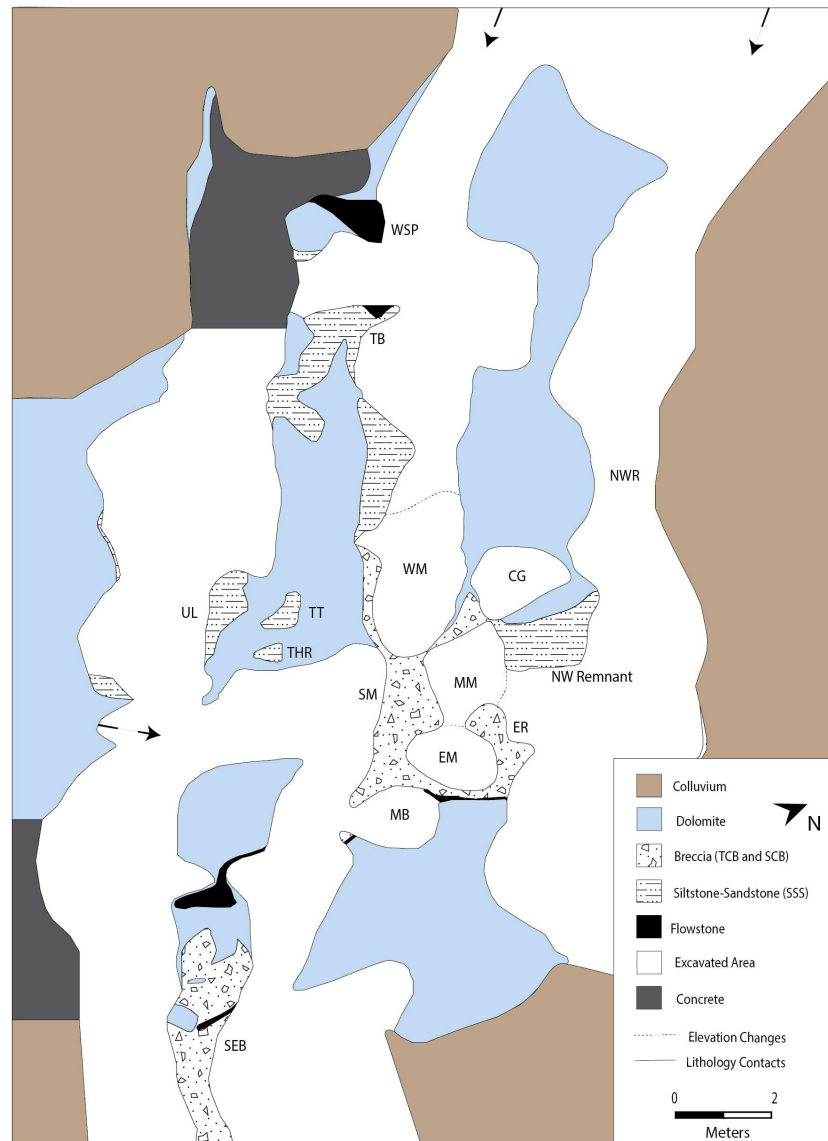 WSP
TB
NWR
WM
CG
UL
TT
THR
NW Remnant
SM
MM
ER
EM
MB
SEB
Colluvium
Dolomite
N
Breccia (TCB and SCB)
Siltstone-Sandstone (SSS)
Flowstone
Excavated Area
Concrete
Elevation Changes
Lithology Contacts
0 2
Meters